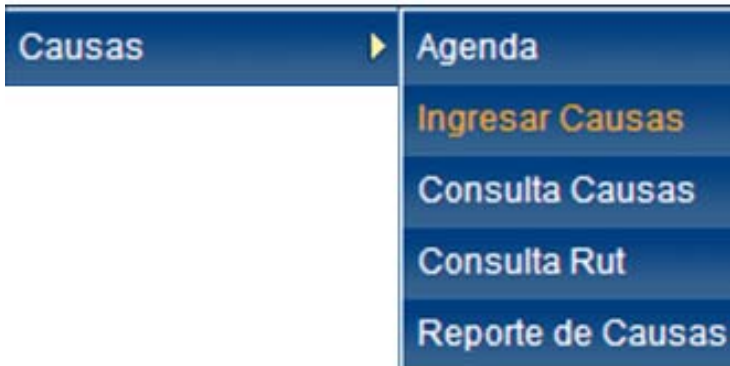 Causas
Agenda
Ingresar Causas
Consulta Causas
Consulta Rut
Reporte de Causas